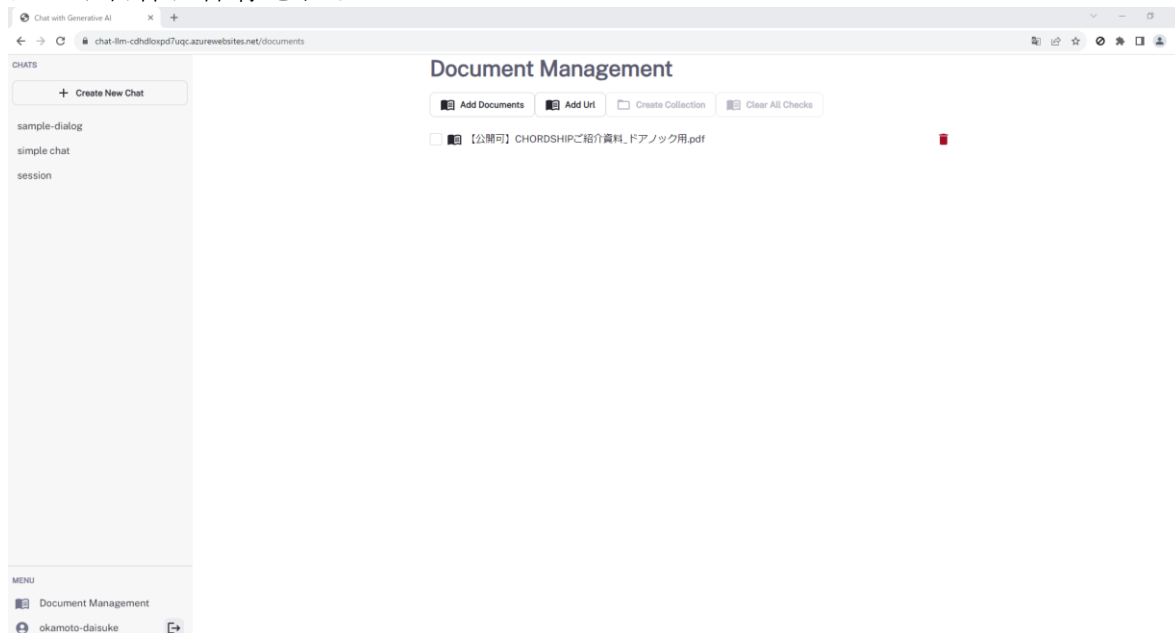 Chat with Generative AI
chat-llm-cdhdloxpd7uqc.azurewebsites.net/documents
CHATS
Create New Chat
sample-dialog
simple chat
session
Document Management
Add Documents Add Url Create Collection Clear All Checks
【公開可】CHORDSHIPご紹介資料_ドアノック用.pdf
MENU
Document Management
okamoto-daisuke